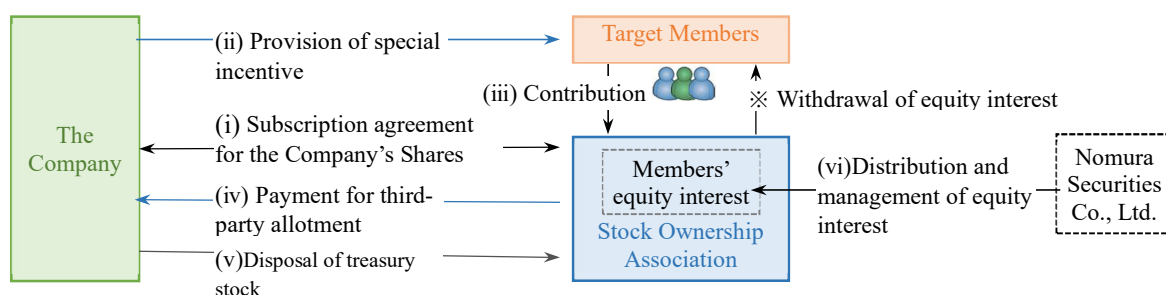 (ii) Provision of special
incentive
Target Members
(iii) Contribution
※ Withdrawal of equity interest
The
Company
(i) Subscription agreement
for the Company's Shares
Members'
equity interest
(vi)Distribution and
management of equity
interest
Nomura
Securities
Co., Ltd.
(iv) Payment for third-
party allotment
Stock Ownership
Association
(v)Disposal of treasury
stock